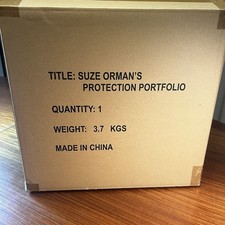 TITLE: SUZE ORMAN'S
PROTECTION PORTFOLIO
QUANTITY: 1
WEIGHT: 3.7 KGS
MADE IN CHINA